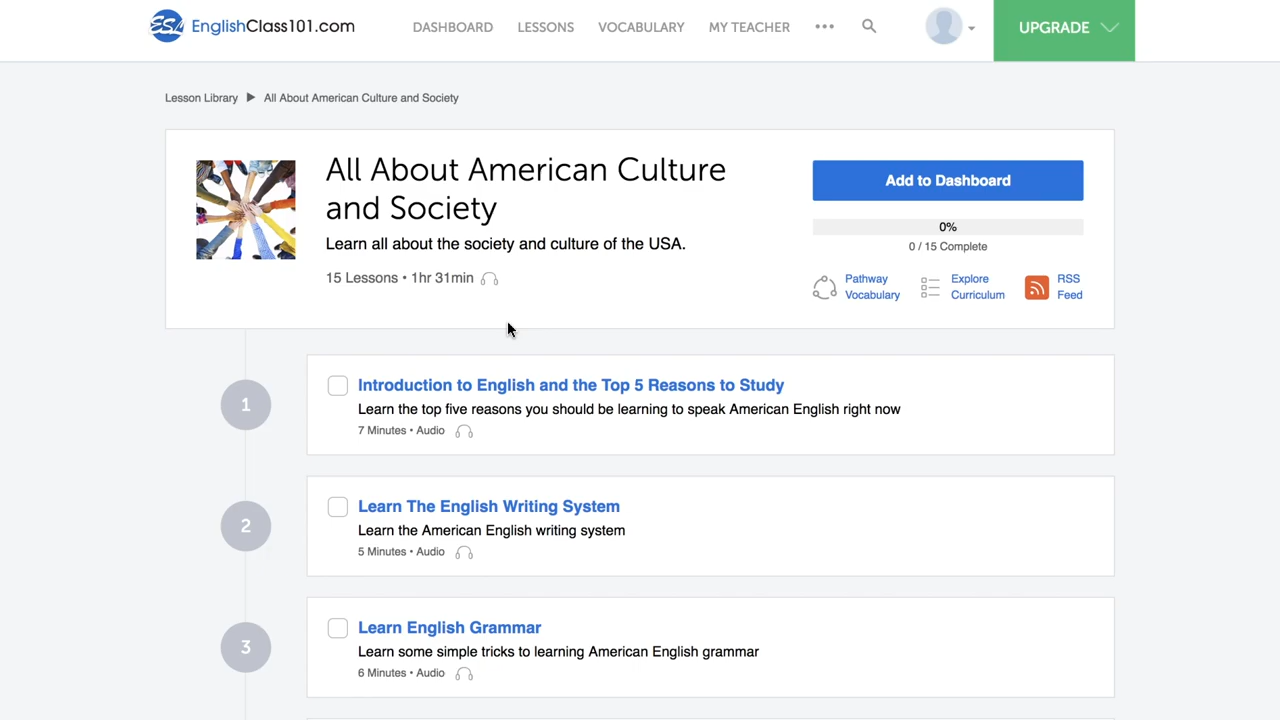 ESL EnglishClass101.com
DASHBOARD LESSONS VOCABULARY MY TEACHER ••• UPGRADE
Lesson Library ▶ All About American Culture and Society
All About American Culture
and Society
Learn all about the society and culture of the USA.
15 Lessons • 1hr 31min
Add to Dashboard
0%
0 / 15 Complete
Pathway
Vocabulary
Explore
Curriculum
RSS
Feed
1
Introduction to English and the Top 5 Reasons to Study
Learn the top five reasons you should be learning to speak American English right now
7 Minutes • Audio
2
Learn The English Writing System
Learn the American English writing system
5 Minutes • Audio
3
Learn English Grammar
Learn some simple tricks to learning American English grammar
6 Minutes • Audio